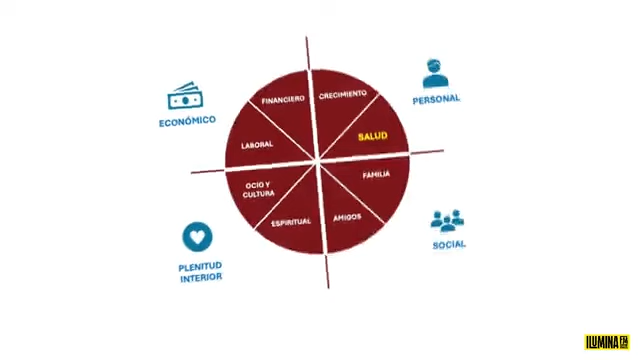 FINANCIERO
CRECIMIENTO
PERSONAL
ECONÓMICO
LABORAL
SALUD
OCIO Y
CULTURA
FAMILIA
ESPIRITUAL
AMIGOS
SOCIAL
PLENITUD
INTERIOR
ILUMINA